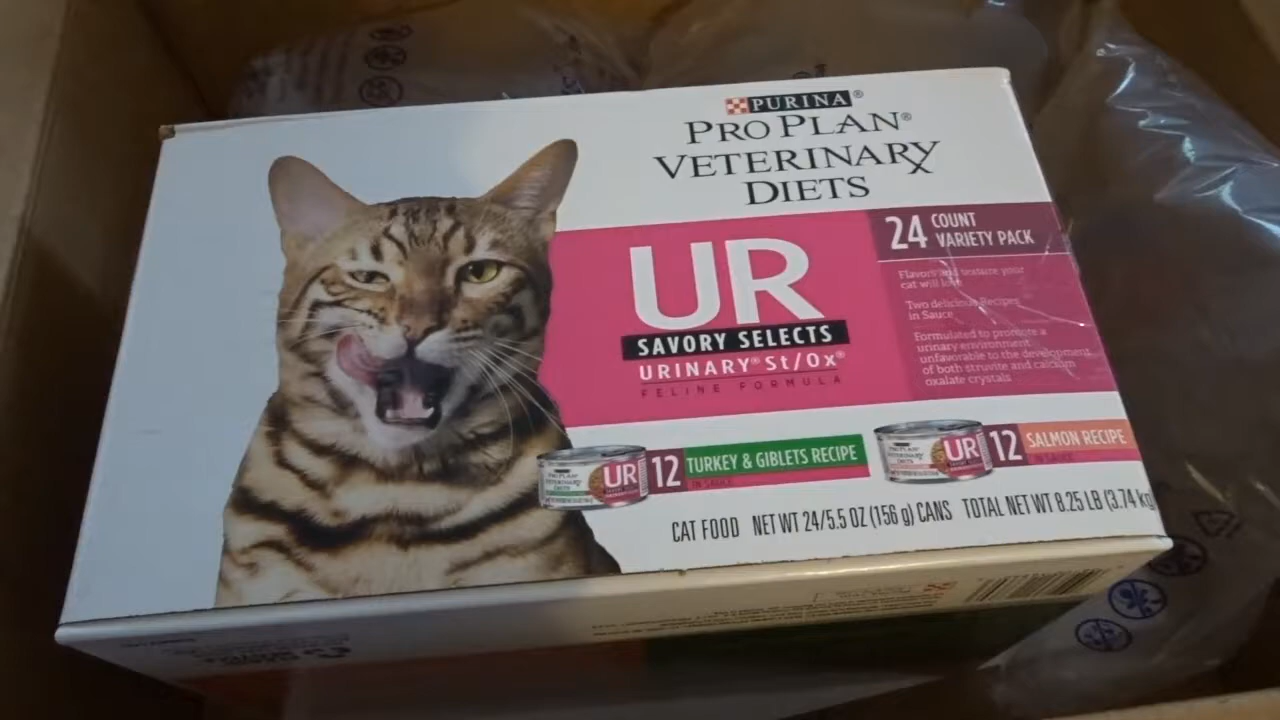 PURINA®
PRO PLAN®
VETERINARY
DIETS
24 COUNT
VARIETY PACK
UR
SAVORY SELECTS
URINARY® St/Ox®
FELINE FORMULA
Flavors and texture your
cat will love
Two delicious Recipes
in Sauce
Formulated to promote a
urinary environment
unfavorable to the development
of both struvite and calcium
oxalate crystals
UR
12 TURKEY & GIBLETS RECIPE
IN SAUCE
UR
12 SALMON RECIPE
IN SAUCE
CAT FOOD NET WT 24/5.5 OZ (156 g) CANS TOTAL NET WT 8.25 LB (3.74 kg